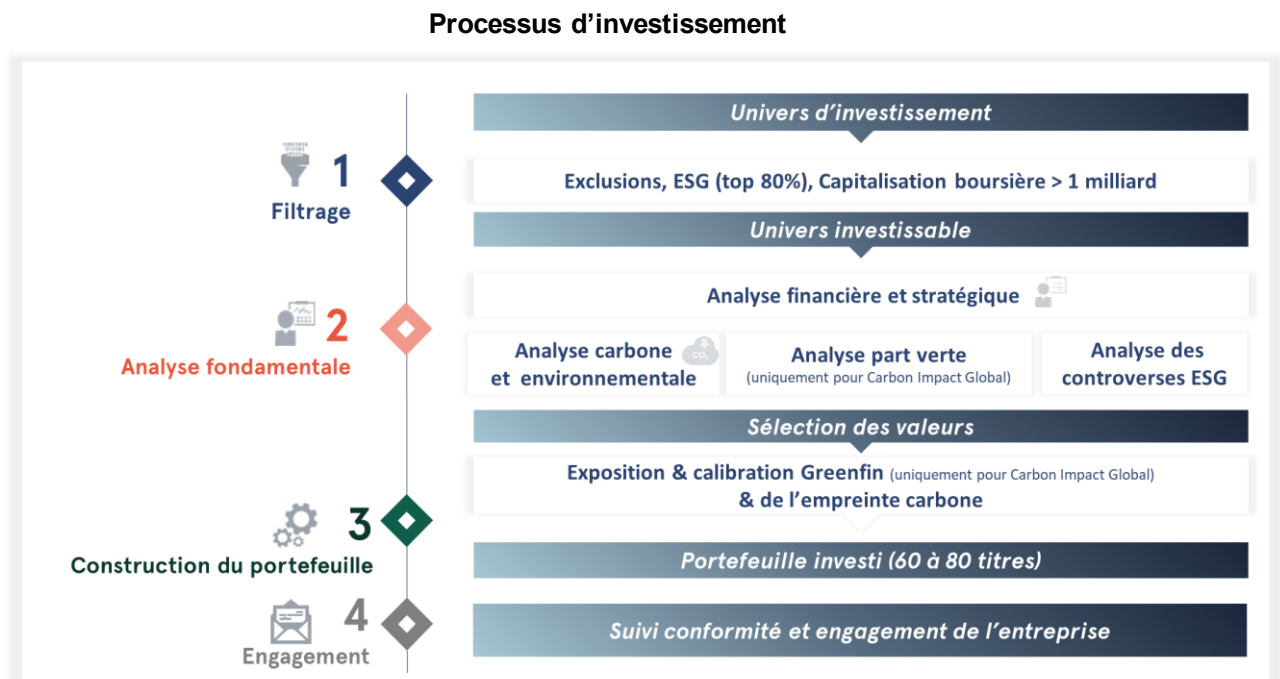 Processus d’investissement
Univers d’investissement
1
Filtrage
Exclusions, ESG (top 80%), Capitalisation boursière > 1 milliard
Univers investissable
2
Analyse fondamentale
Analyse financière et stratégique
Analyse carbone
et environnementale
CO₂
Analyse part verte
(uniquement pour Carbon Impact Global)
Analyse des
controverses ESG
Sélection des valeurs
3
Construction du portefeuille
Exposition & calibration Greenfin (uniquement pour Carbon Impact Global)
& de l’empreinte carbone
Portefeuille investi (60 à 80 titres)
4
Engagement
Suivi conformité et engagement de l’entreprise